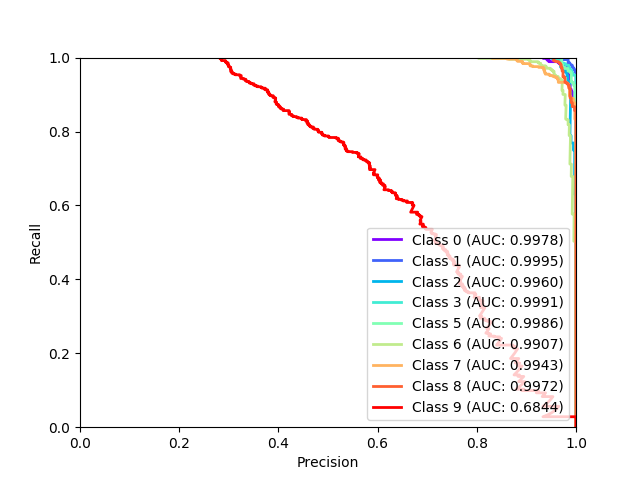 1.0
0.8
0.6
0.4
0.2
0.0
Recall
Class 0 (AUC: 0.9978)
Class 1 (AUC: 0.9995)
Class 2 (AUC: 0.9960)
Class 3 (AUC: 0.9991)
Class 5 (AUC: 0.9986)
Class 6 (AUC: 0.9907)
Class 7 (AUC: 0.9943)
Class 8 (AUC: 0.9972)
Class 9 (AUC: 0.6844)
0.0 0.2 0.4 0.6 0.8 1.0
Precision